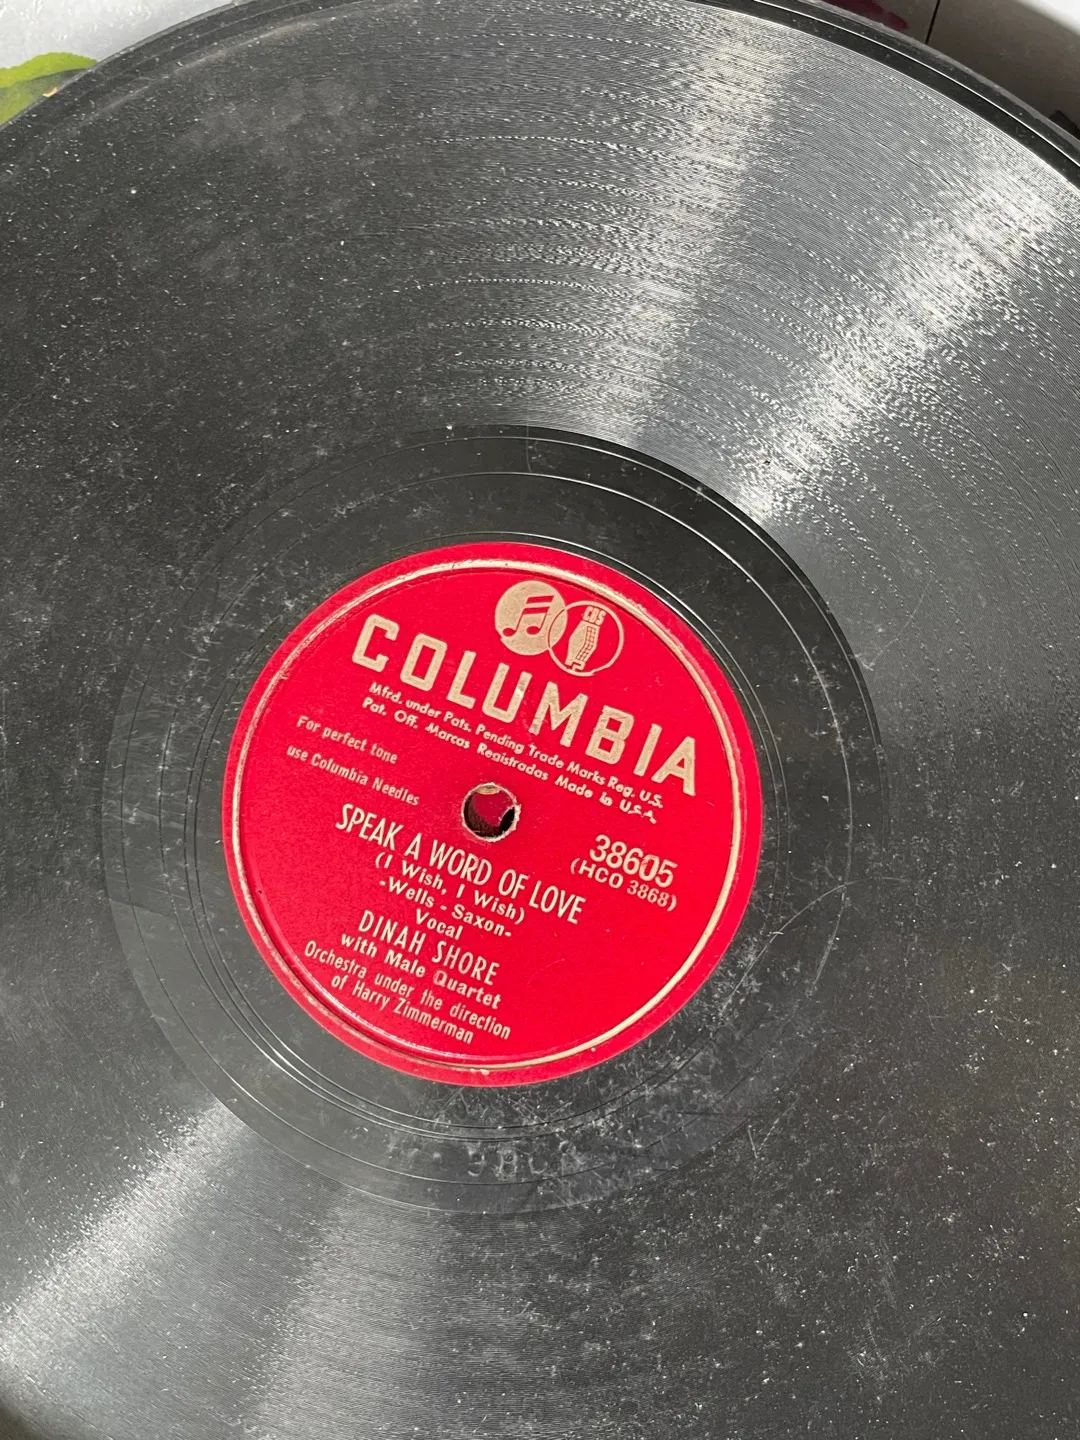 CBS
COLUMBIA
Mfrd. under Pats. Pending Trade Marks Reg. U.S.
Pat. Off. Marcas Registradas Made in U.S.A.
For perfect tone
use Columbia Needles
38605
(HCO 3868)
SPEAK A WORD OF LOVE
(I Wish, I Wish)
-Wells - Saxon-
Vocal
DINAH SHORE
with Male Quartet
Orchestra under the direction
of Harry Zimmerman